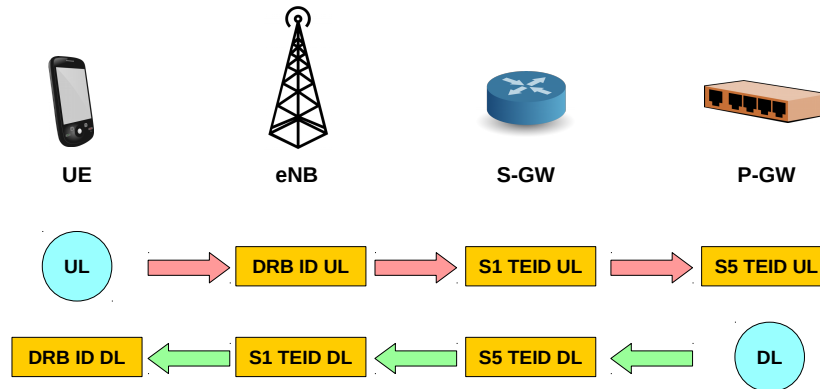 UE
eNB
S-GW
P-GW
UL
DRB ID UL
S1 TEID UL
S5 TEID UL
DRB ID DL
S1 TEID DL
S5 TEID DL
DL